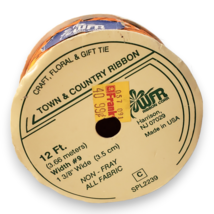 CRAFT, FLORAL & GIFT TIE
TOWN & COUNTRY RIBBON
WFR
Harrison,
NJ 07029
Made in USA
12 Ft.
(3.66 meters)
Width #9
1 3/8" Wide (3.5 cm)
NON - FRAY
ALL FABRIC
C
SPL2239
Frank's